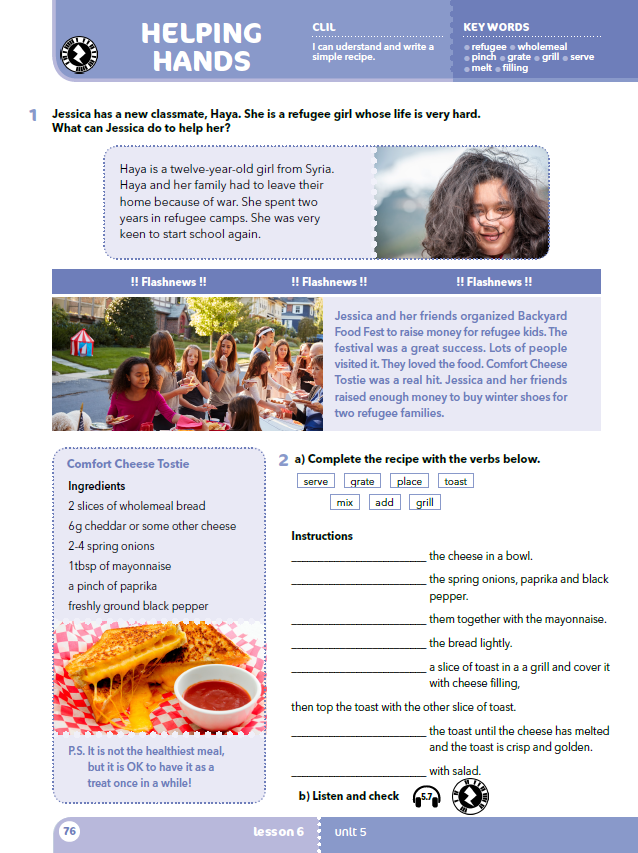 HELPING
HANDS
CLIL
I can uderstand and write a
simple recipe.
KEY WORDS
refugee wholemeal
pinch grate grill serve
melt filling
1 Jessica has a new classmate, Haya. She is a refugee girl whose life is very hard.
What can Jessica do to help her?
Haya is a twelve-year-old girl from Syria.
Haya and her family had to leave their
home because of war. She spent two
years in refugee camps. She was very
keen to start school again.
!! Flashnews !! !! Flashnews !! !! Flashnews !!
Jessica and her friends organized Backyard
Food Fest to raise money for refugee kids. The
festival was a great success. Lots of people
visited it. They loved the food. Comfort Cheese
Tostie was a real hit. Jessica and her friends
raised enough money to buy winter shoes for
two refugee families.
Comfort Cheese Tostie
Ingredients
2 slices of wholemeal bread
6g cheddar or some other cheese
2-4 spring onions
1tbsp of mayonnaise
a pinch of paprika
freshly ground black pepper
P.S. It is not the healthiest meal,
but it is OK to have it as a
treat once in a while!
2 a) Complete the recipe with the verbs below.
serve grate place toast
mix add grill
Instructions
the cheese in a bowl.
the spring onions, paprika and black
pepper.
them together with the mayonnaise.
the bread lightly.
a slice of toast in a a grill and cover it
with cheese filling,
then top the toast with the other slice of toast.
the toast until the cheese has melted
and the toast is crisp and golden.
with salad.
b) Listen and check 5.7
76 lesson 6 unit 5